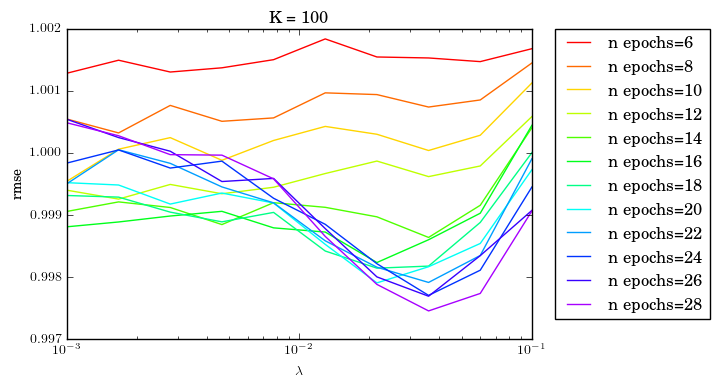 K = 100
1.002
1.001
1.000
0.999
0.998
0.997
rmse
10⁻³
10⁻²
10⁻¹
λ
n epochs=6
n epochs=8
n epochs=10
n epochs=12
n epochs=14
n epochs=16
n epochs=18
n epochs=20
n epochs=22
n epochs=24
n epochs=26
n epochs=28